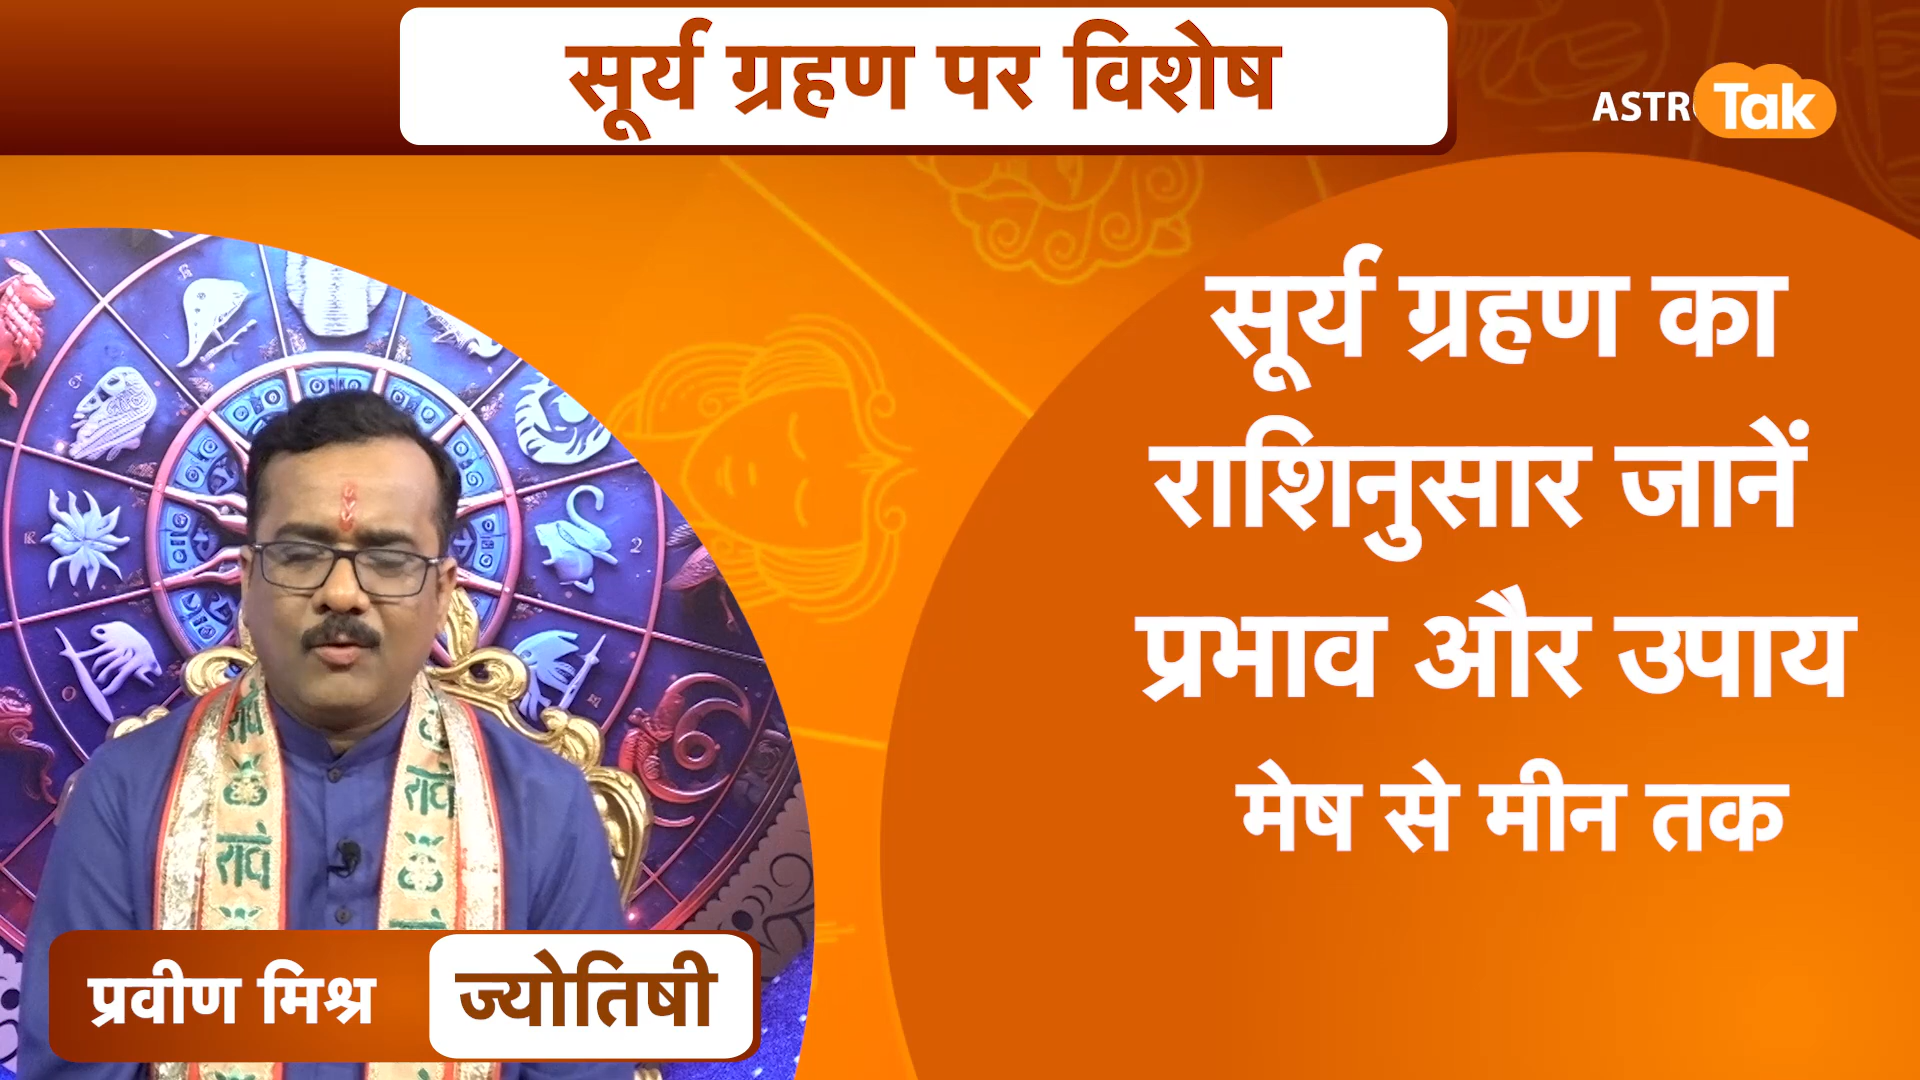 सूर्य ग्रहण पर विशेष
ASTRO Tak
सूर्य ग्रहण का
राशिनुसार जानें
प्रभाव और उपाय
मेष से मीन तक
राधे
राधे
राधे
प्रवीण मिश्र
ज्योतिषी